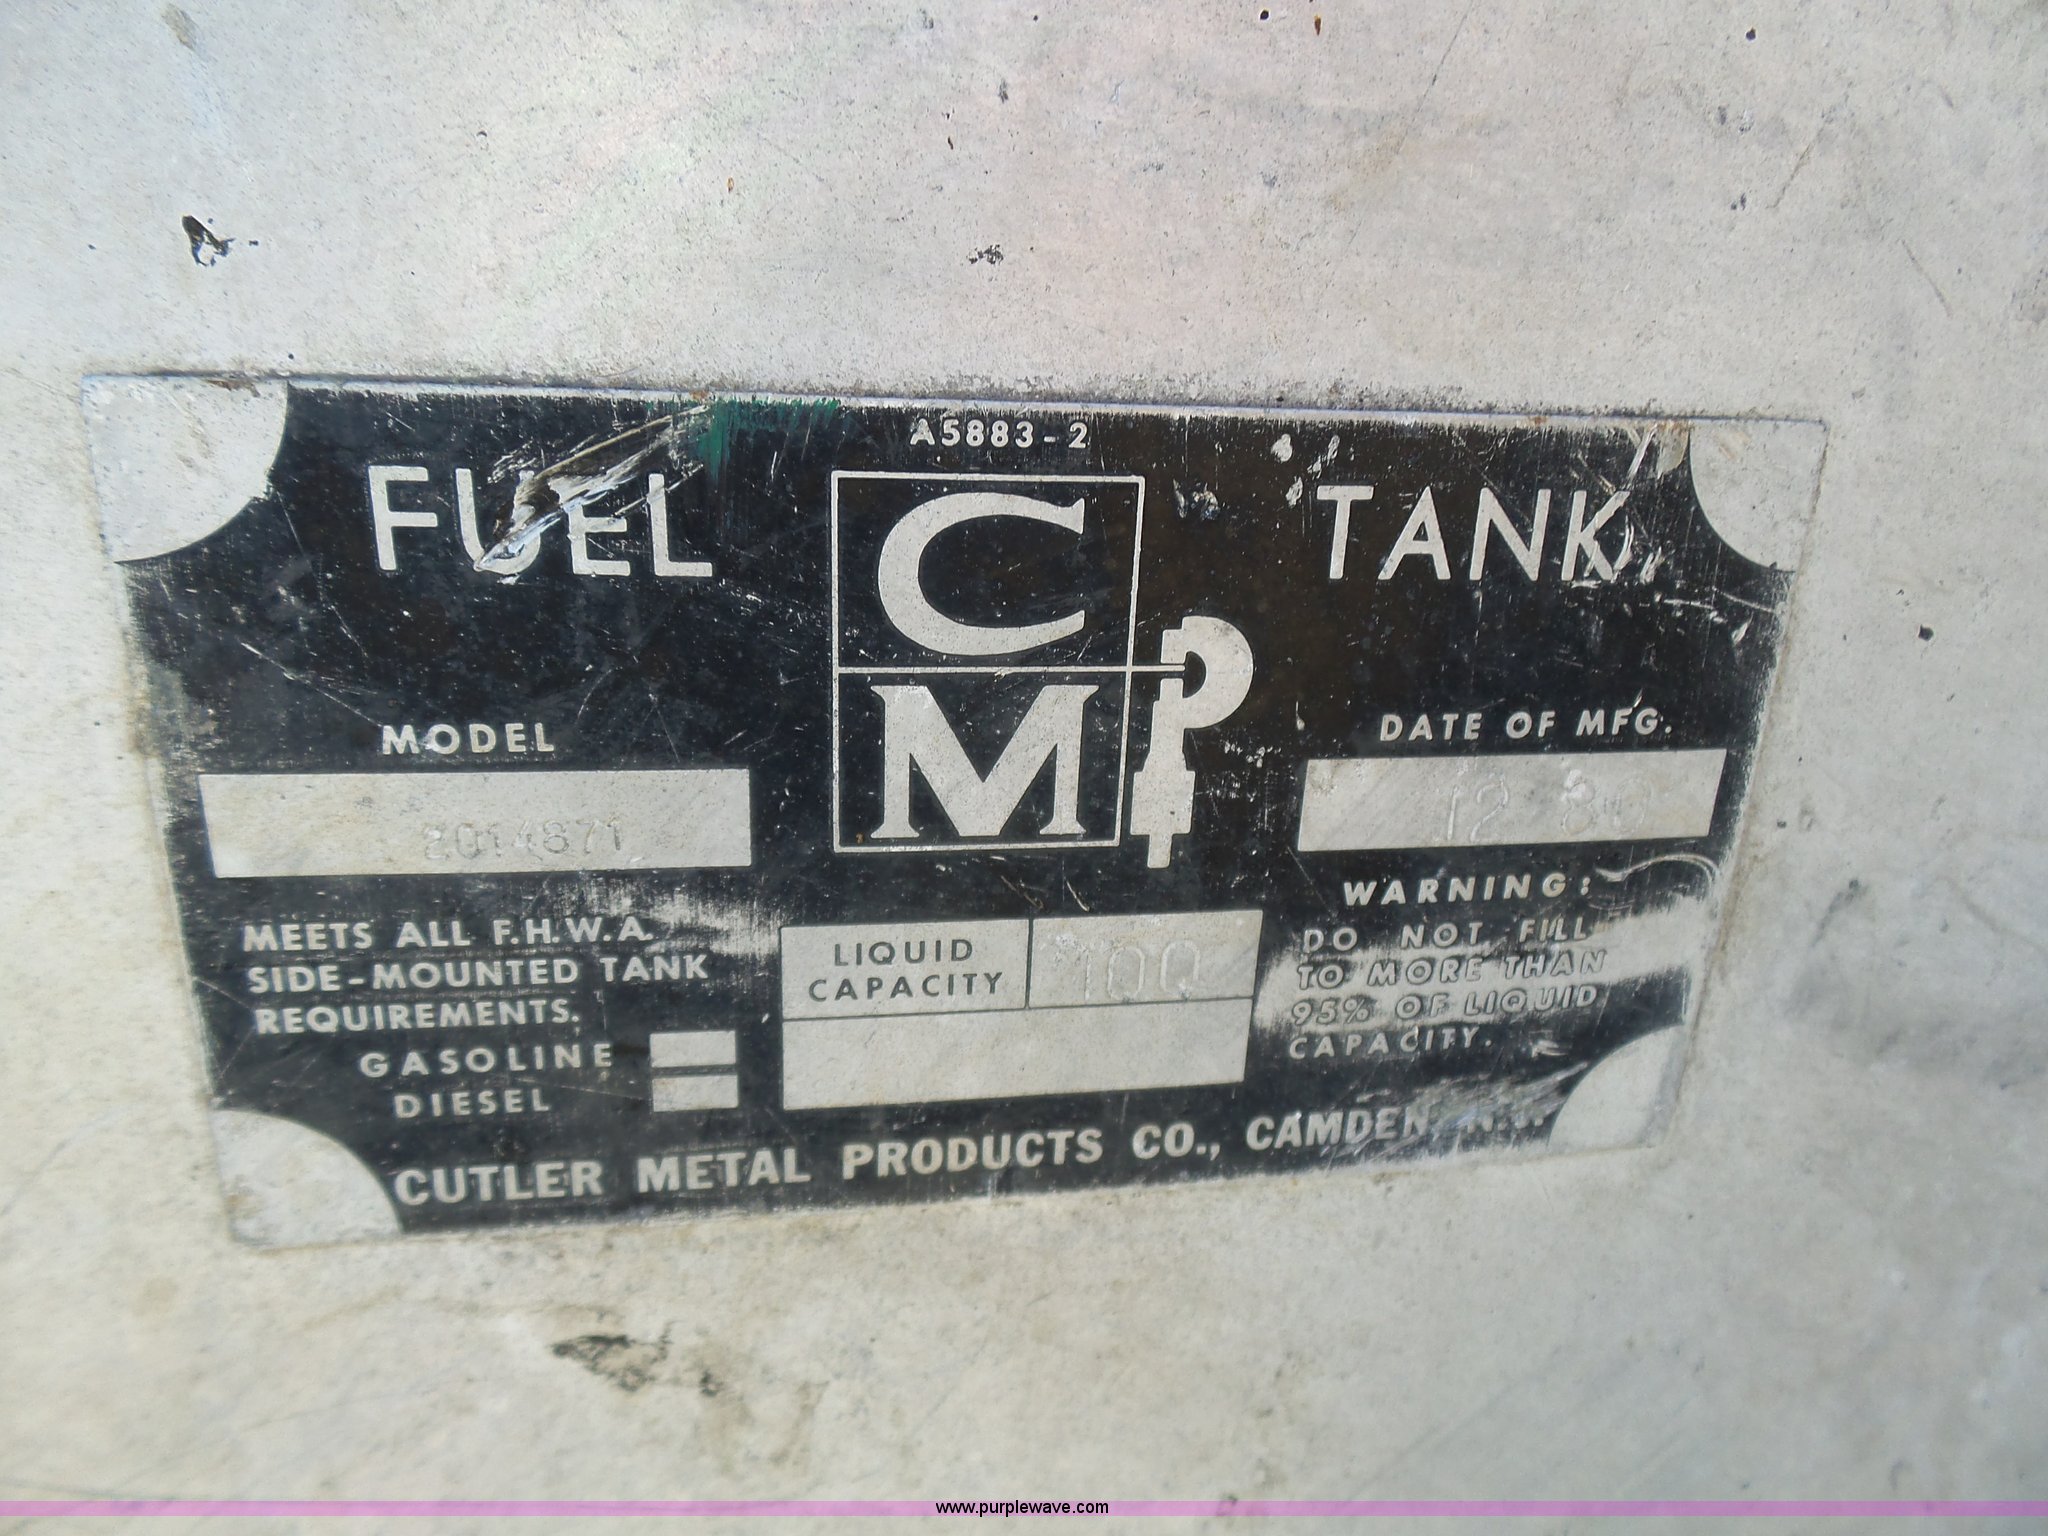 A5883-2
FUEL TANK
CMP
MODEL
2014871
DATE OF MFG.
12 80
MEETS ALL F.H.W.A.
SIDE-MOUNTED TANK
REQUIREMENTS.
GASOLINE
DIESEL
LIQUID
CAPACITY
100
WARNING:
DO NOT FILL
TO MORE THAN
95% OF LIQUID
CAPACITY.
CUTLER METAL PRODUCTS CO., CAMDEN, N.J.
www.purplewave.com